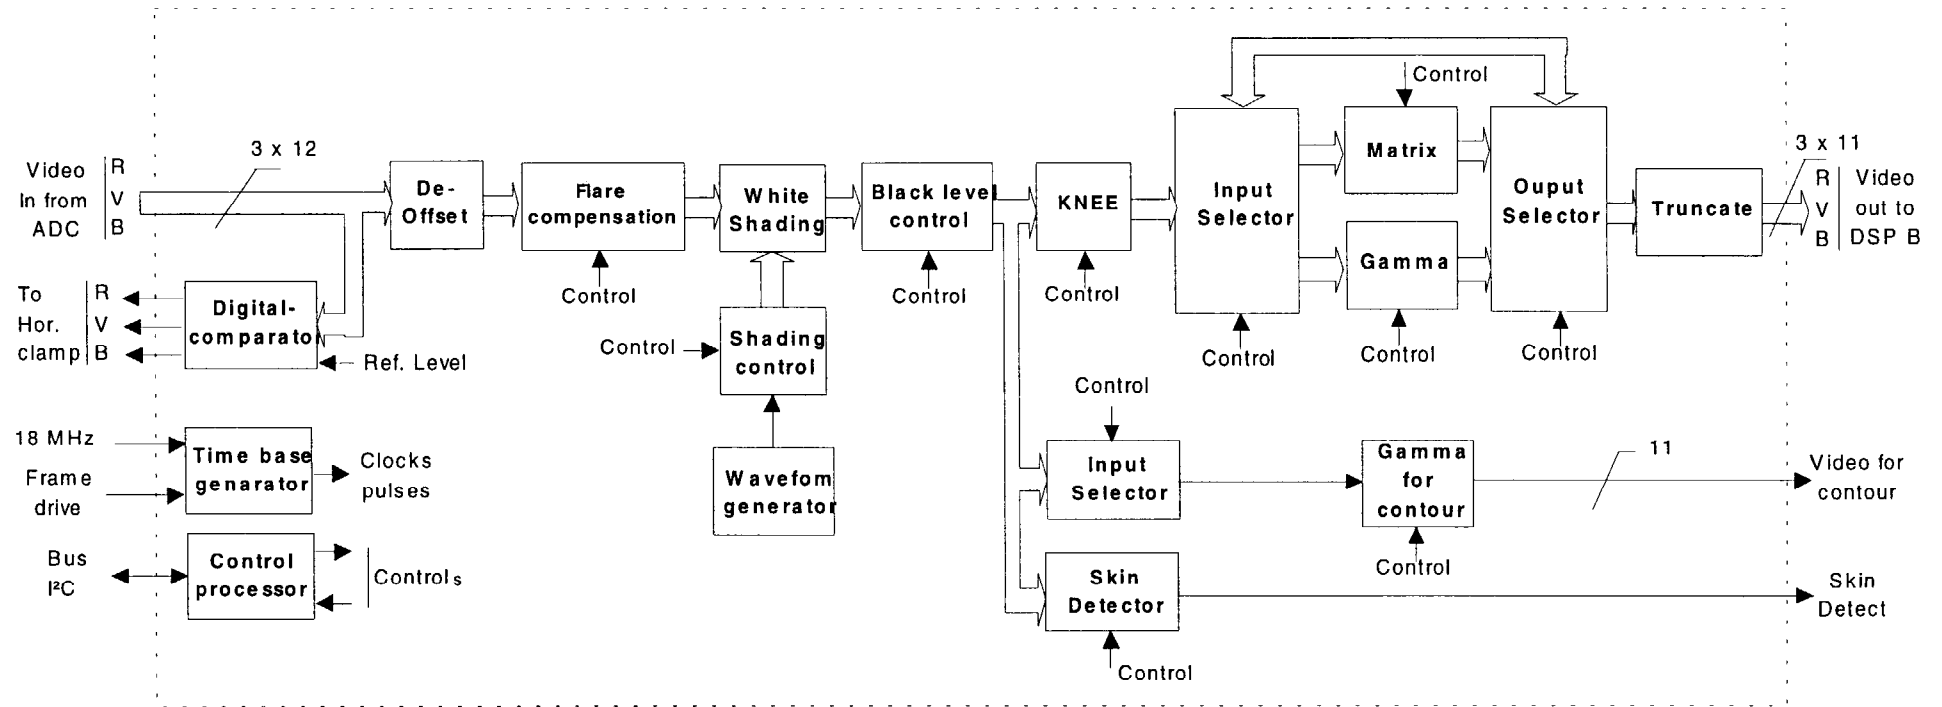 3 x 12
Video
In from
ADC
R
V
B
De-
Offset
Flare
compensation
Control
White
Shading
Black level
control
Control
KNEE
Control
Input
Selector
Control
Control
Matrix
Gamma
Control
Ouput
Selector
Control
Truncate
3 x 11
R
V
B
Video
out to
DSP B
To
Hor.
clamp
R
V
B
Digital-
comparato
Ref. Level
Control
Shading
control
Wavefom
generator
18 MHz
Frame
drive
Time base
genarator
Clocks
pulses
Bus
I²C
Control
processor
Controls
Control
Input
Selector
Gamma
for
contour
Control
11
Video for
contour
Skin
Detector
Control
Skin
Detect